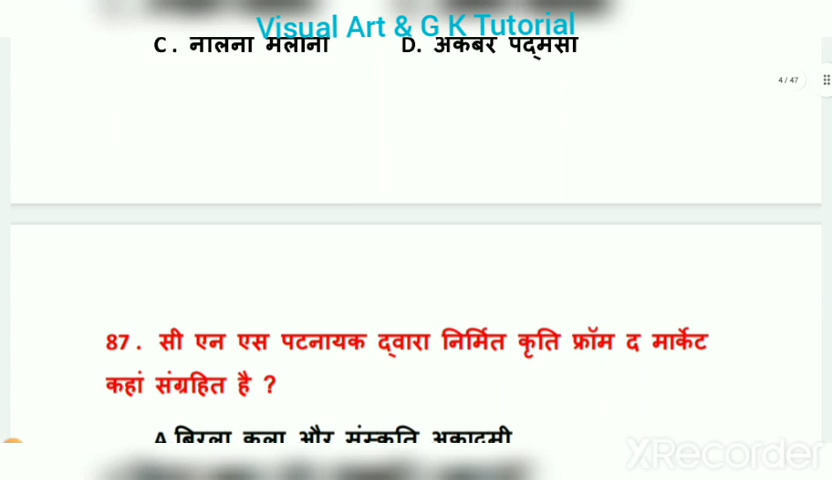 Visual Art & G K Tutorial
C . नालना मलाना D. अकबर पद्मसा
4 / 47
87 . सी एन एस पटनायक द्वारा निर्मित कृति फ्रॉम द मार्केट
कहां संग्रहित है ?
A बिरला कला और संस्कृति अकादमी
XRecorder